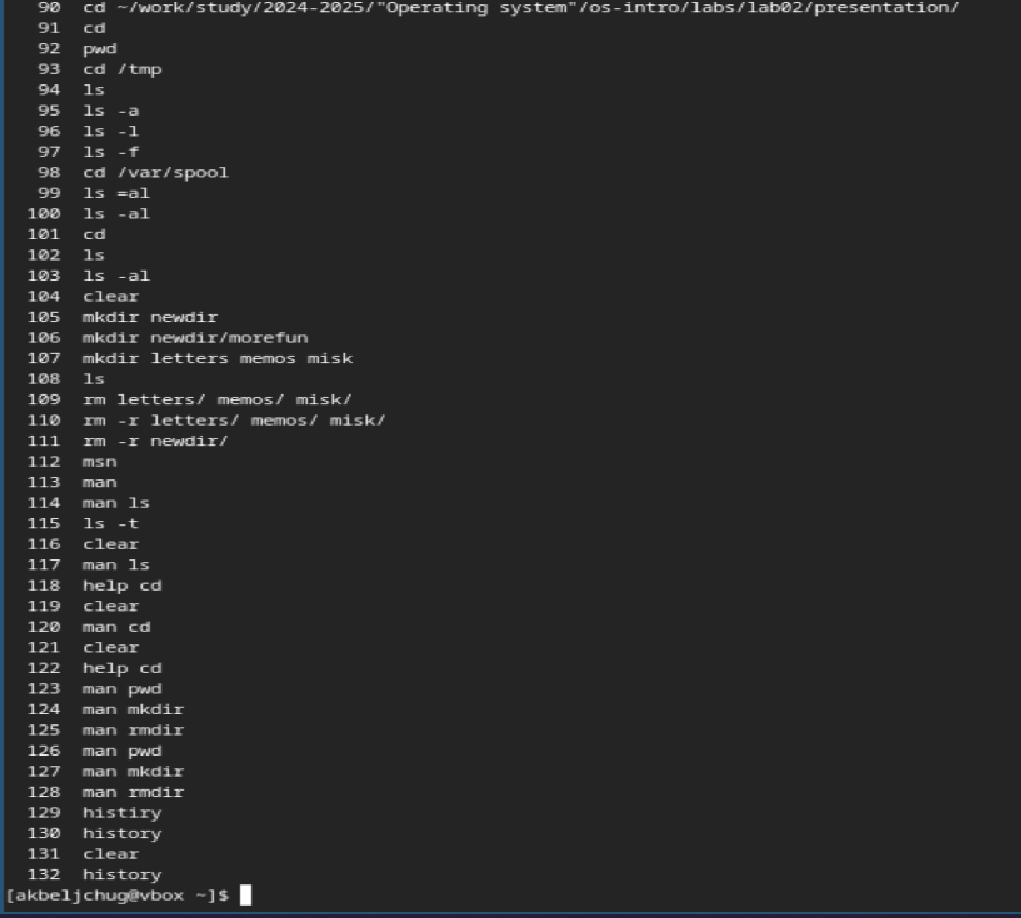 90 cd ~/work/study/2024-2025/"Operating system"/os-intro/labs/lab02/presentation/
91 cd
92 pwd
93 cd /tmp
94 ls
95 ls -a
96 ls -l
97 ls -f
98 cd /var/spool
99 ls =al
100 ls -al
101 cd
102 ls
103 ls -al
104 clear
105 mkdir newdir
106 mkdir newdir/morefun
107 mkdir letters memos misk
108 ls
109 rm letters/ memos/ misk/
110 rm -r letters/ memos/ misk/
111 rm -r newdir/
112 msn
113 man
114 man ls
115 ls -t
116 clear
117 man ls
118 help cd
119 clear
120 man cd
121 clear
122 help cd
123 man pwd
124 man mkdir
125 man rmdir
126 man pwd
127 man mkdir
128 man rmdir
129 histiry
130 history
131 clear
132 history
[akbeljchug@vbox ~]$